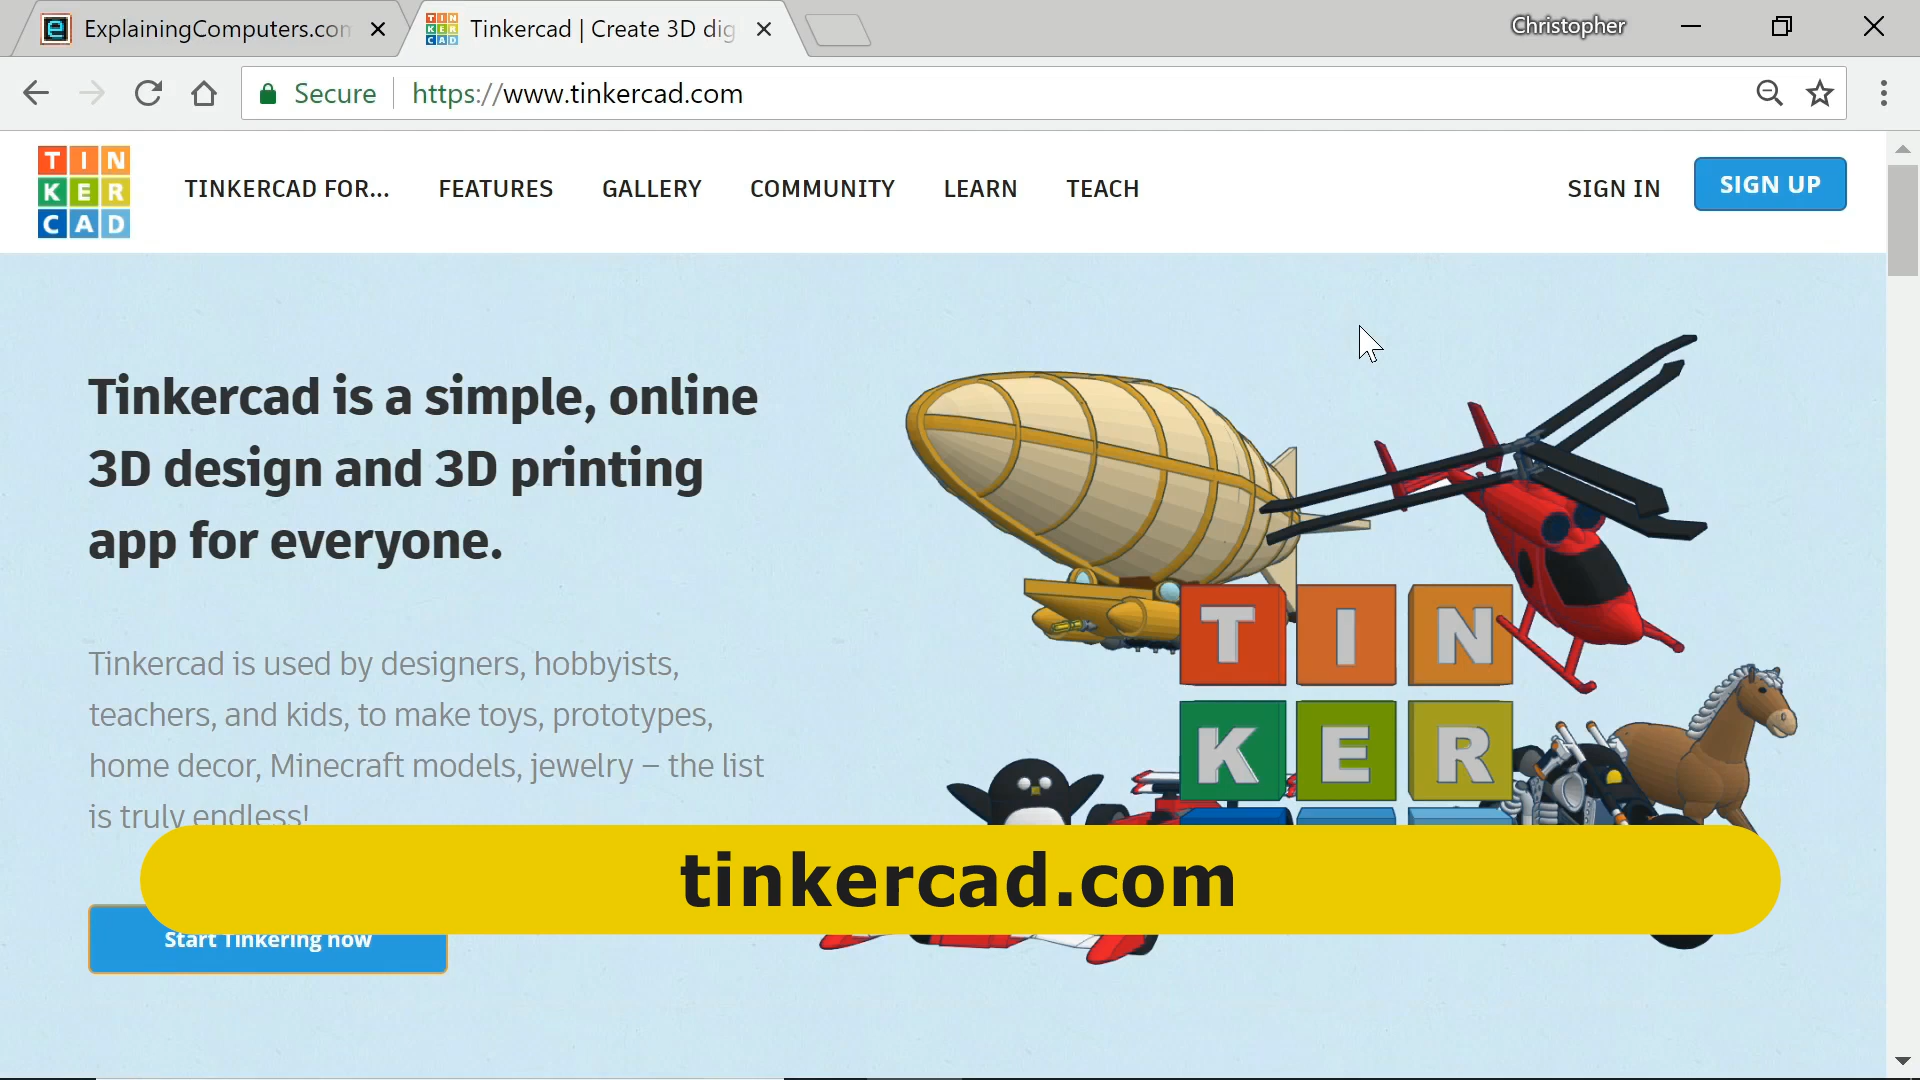 ExplainingComputers.con
Tinkercad | Create 3D dig
Christopher
Secure
https://www.tinkercad.com
TIN
KER
CAD
TINKERCAD FOR...
FEATURES
GALLERY
COMMUNITY
LEARN
TEACH
SIGN IN
SIGN UP
Tinkercad is a simple, online
3D design and 3D printing
app for everyone.
Tinkercad is used by designers, hobbyists,
teachers, and kids, to make toys, prototypes,
home decor, Minecraft models, jewelry – the list
is truly endless!
TIN
KER
tinkercad.com
Start Tinkering now